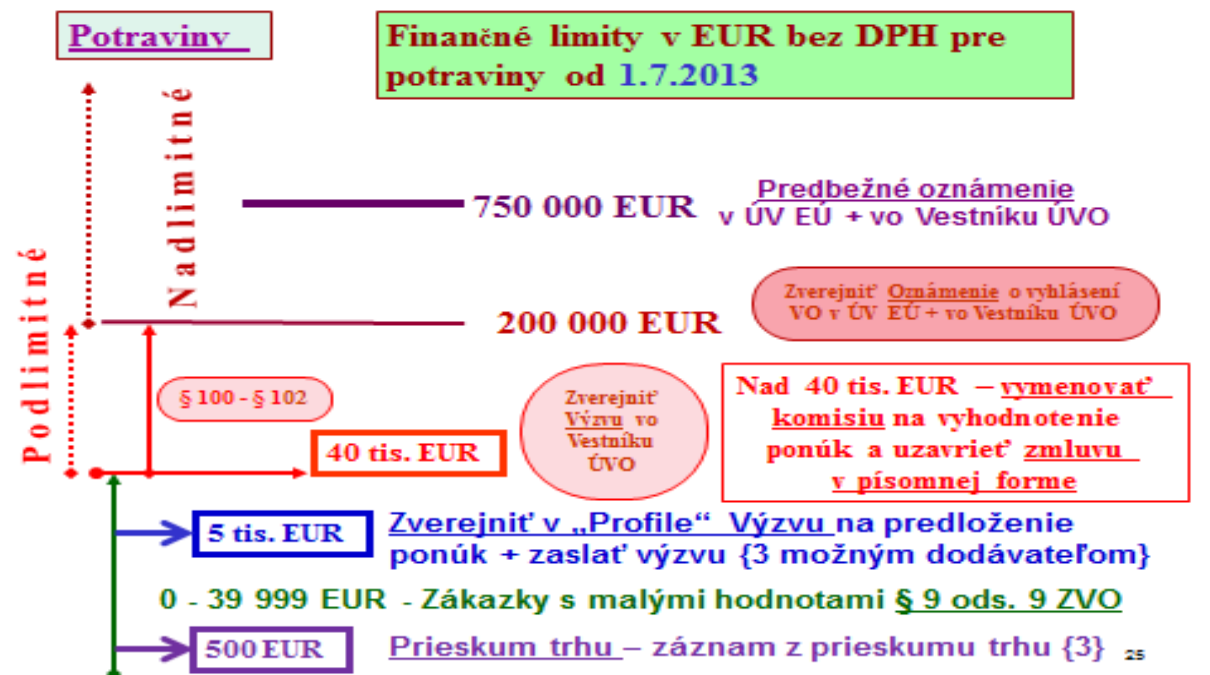 Potraviny
Finančné limity v EUR bez DPH pre
potraviny od 1.7.2013
Nadlimitné
Podlimitné
750 000 EUR
Predbežné oznámenie
v ÚV EÚ + vo Vestníku ÚVO
200 000 EUR
Zverejniť Oznámenie o vyhlásení
VO v ÚV EÚ + vo Vestníku ÚVO
§ 100 - § 102
40 tis. EUR
Zverejniť
Výzvu vo
Vestníku
ÚVO
Nad 40 tis. EUR – vymenovať
komisiu na vyhodnotenie
ponúk a uzavrieť zmluvu
v písomnej forme
5 tis. EUR
Zverejniť v „Profile“ Výzvu na predloženie
ponúk + zaslať výzvu {3 možným dodávateľom}
0 - 39 999 EUR - Zákazky s malými hodnotami § 9 ods. 9 ZVO
500 EUR
Prieskum trhu – záznam z prieskumu trhu {3}
25